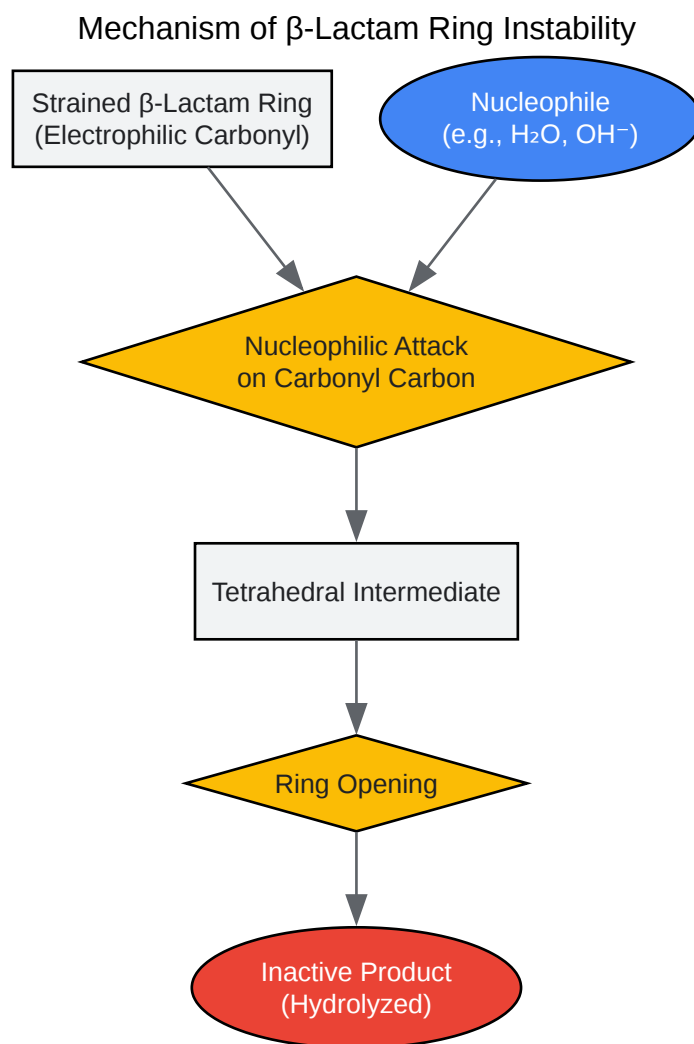 Mechanism of β-Lactam Ring Instability
Strained β-Lactam Ring
(Electrophilic Carbonyl)
Nucleophile
(e.g., H₂O, OH⁻)
Nucleophilic Attack
on Carbonyl Carbon
Tetrahedral Intermediate
Ring Opening
Inactive Product
(Hydrolyzed)